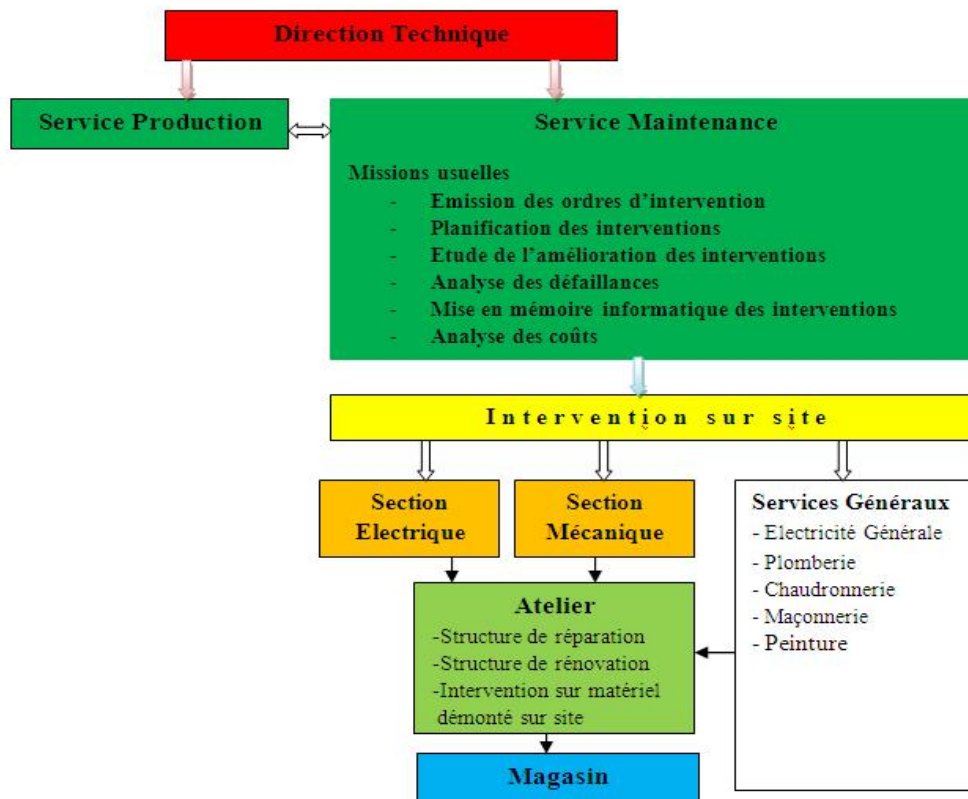 Direction Technique
Service Production
Service Maintenance
Missions usuelles
- Emission des ordres d’intervention
- Planification des interventions
- Etude de l’amélioration des interventions
- Analyse des défaillances
- Mise en mémoire informatique des interventions
- Analyse des coûts
Intervention sur site
Section
Electrique
Section
Mécanique
Services Généraux
- Electricité Générale
- Plomberie
- Chaudronnerie
- Maçonnerie
- Peinture
Atelier
-Structure de réparation
-Structure de rénovation
-Intervention sur matériel
démonté sur site
Magasin